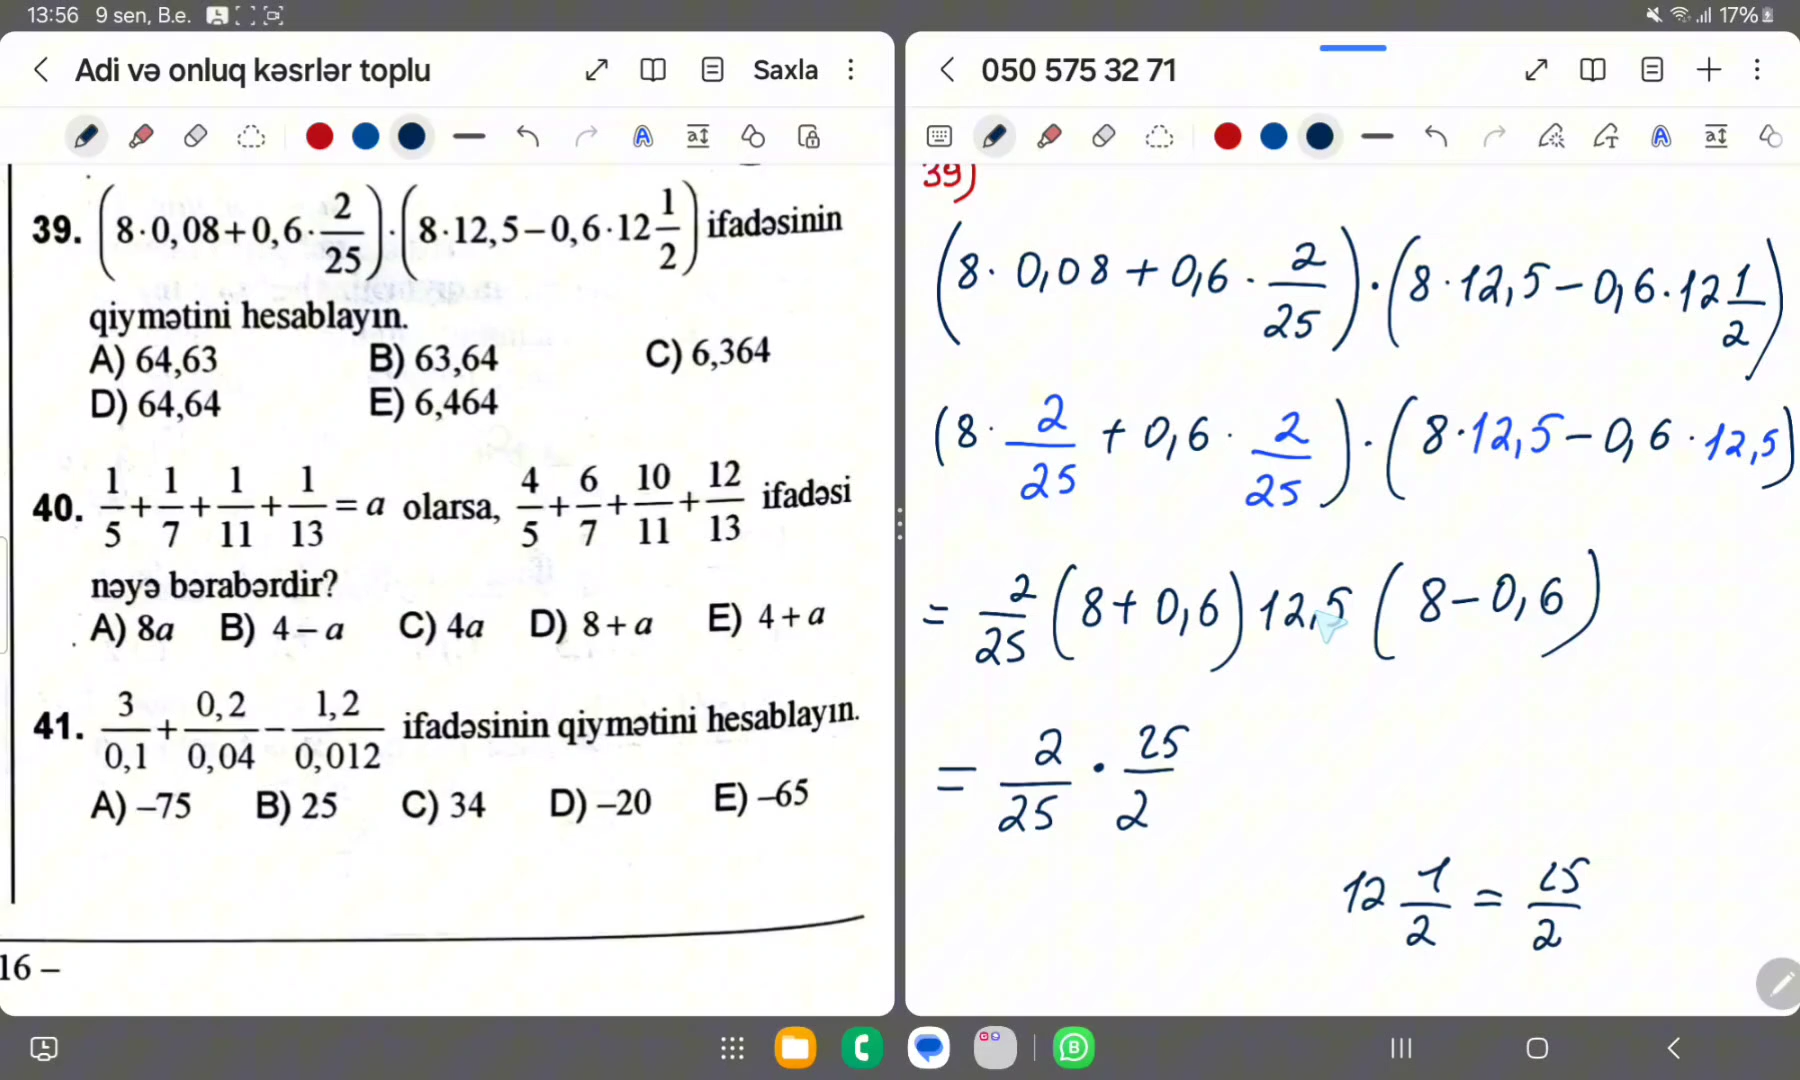 13:56 9 sen, B.e. 17%
Adi və onluq kəsrlər toplu Saxla
39. (8·0,08+0,6·2/25)·(8·12,5−0,6·12 1/2) ifadəsinin
qiymətini hesablayın.
A) 64,63 B) 63,64 C) 6,364
D) 64,64 E) 6,464
40. 1/5+1/7+1/11+1/13=a olarsa, 4/5+6/7+10/11+12/13 ifadəsi
nəyə bərabərdir?
A) 8a B) 4−a C) 4a D) 8+a E) 4+a
41. 3/0,1+0,2/0,04−1,2/0,012 ifadəsinin qiymətini hesablayın.
A) −75 B) 25 C) 34 D) −20 E) −65
16 −
050 575 32 71
39)
(8·0,08+0,6·2/25)·(8·12,5−0,6·12 1/2)
(8·2/25+0,6·2/25)·(8·12,5−0,6·12,5)
=2/25(8+0,6)12,5(8−0,6)
=2/25·25/2
12 1/2=25/2